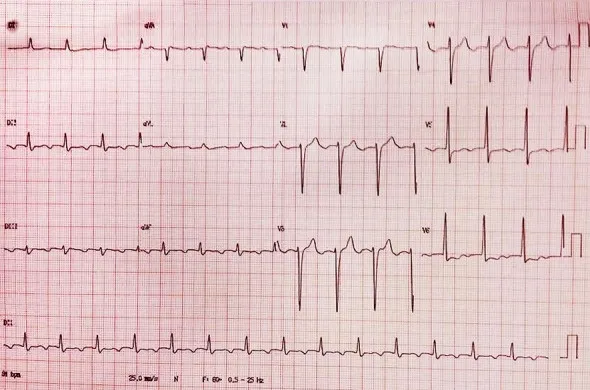 aVR V1 V4
DII aVL V2 V5
DIII aVF V3 V6
DII
bpm 25.0 mm/s N F: 60~ 0.5 - 25 Hz